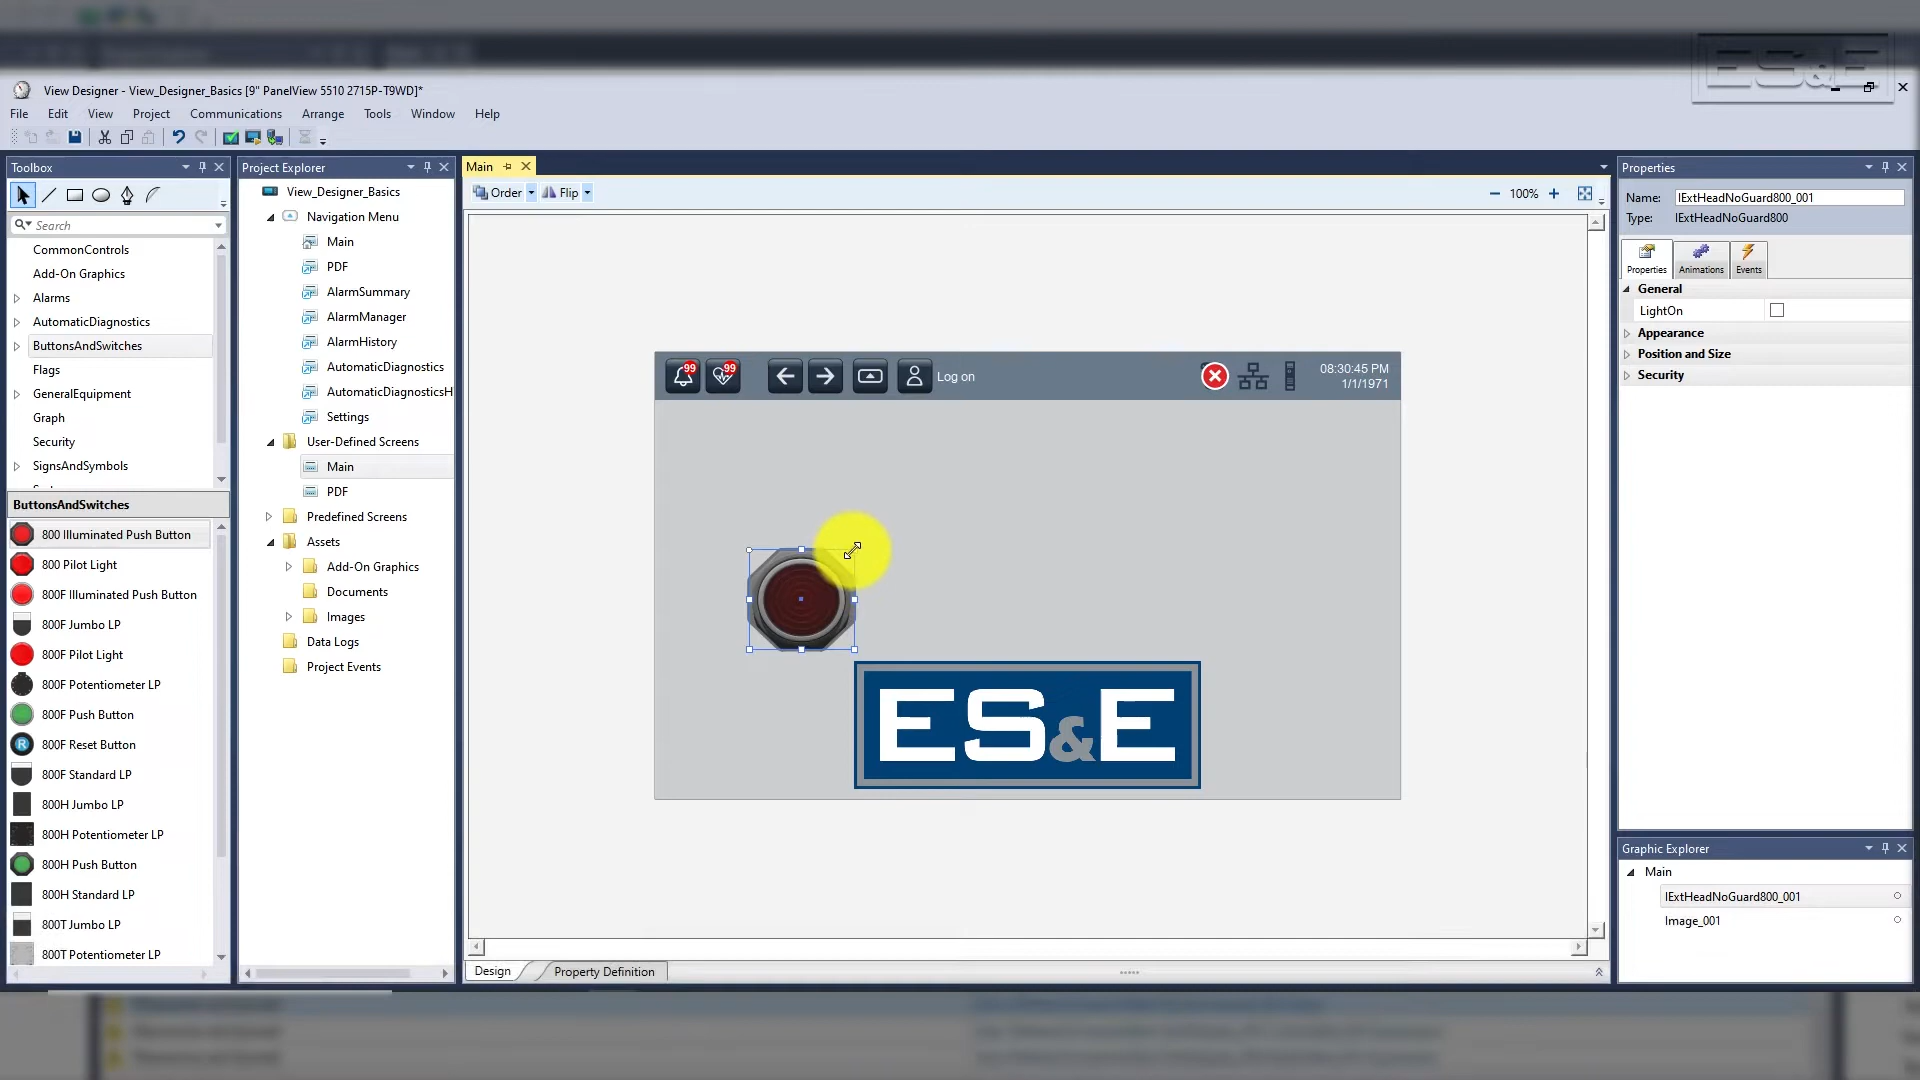 ES&E
View Designer - View_Designer_Basics [9" PanelView 5510 2715P-T9WD]*
File Edit View Project Communications Arrange Tools Window Help
Toolbox
Search
CommonControls
Add-On Graphics
Alarms
AutomaticDiagnostics
ButtonsAndSwitches
Flags
GeneralEquipment
Graph
Security
SignsAndSymbols
ButtonsAndSwitches
800 Illuminated Push Button
800 Pilot Light
800F Illuminated Push Button
800F Jumbo LP
800F Pilot Light
800F Potentiometer LP
800F Push Button
800F Reset Button
800F Standard LP
800H Jumbo LP
800H Potentiometer LP
800H Push Button
800H Standard LP
800T Jumbo LP
800T Potentiometer LP
Project Explorer
View_Designer_Basics
Navigation Menu
Main
PDF
AlarmSummary
AlarmManager
AlarmHistory
AutomaticDiagnostics
AutomaticDiagnosticsH
Settings
User-Defined Screens
Main
PDF
Predefined Screens
Assets
Add-On Graphics
Documents
Images
Data Logs
Project Events
Main
Order Flip 100%
99 99 Log on 08:30:45 PM
1/1/1971
ES&E
Design Property Definition
Properties
Name: IExtHeadNoGuard800_001
Type: IExtHeadNoGuard800
Properties Animations Events
General
LightOn
Appearance
Position and Size
Security
Graphic Explorer
Main
IExtHeadNoGuard800_001
Image_001